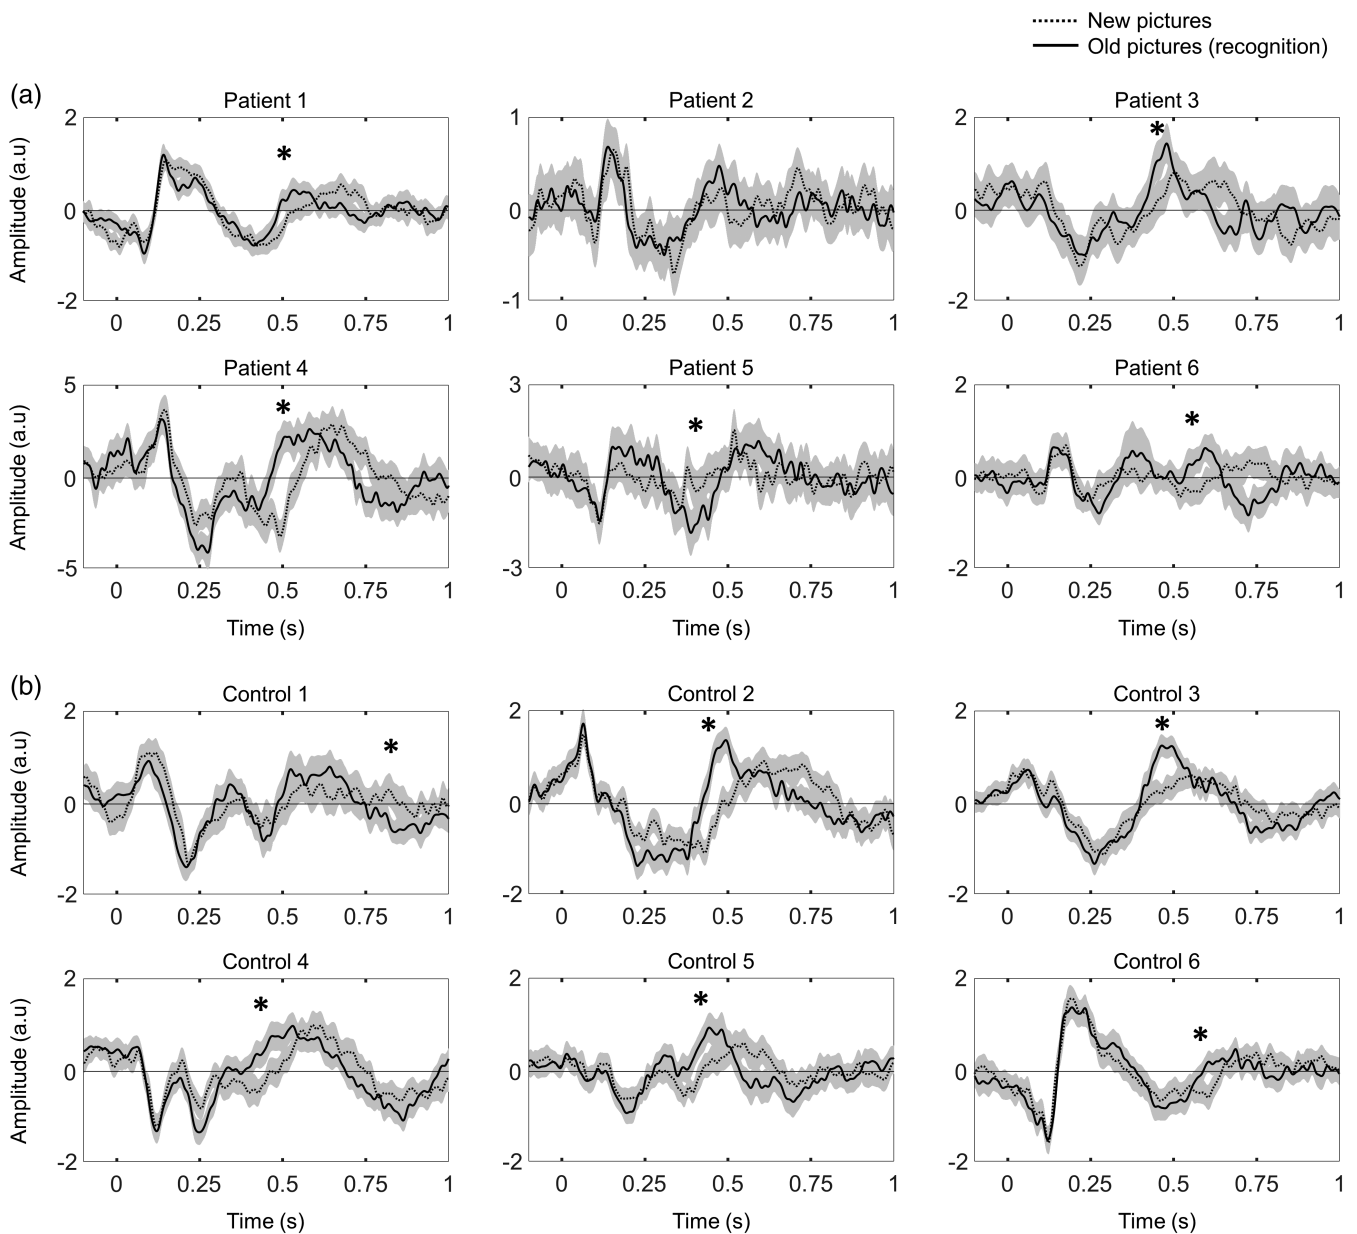 New pictures
Old pictures (recognition)
(a)
Patient 1
Patient 2
Patient 3
Amplitude (a.u)
2
0
-2
0 0.25 0.5 0.75 1
*
1
0
-1
0 0.25 0.5 0.75 1
2
0
-2
0 0.25 0.5 0.75 1
*
Patient 4
Patient 5
Patient 6
Amplitude (a.u)
5
0
-5
0 0.25 0.5 0.75 1
*
Time (s)
3
0
-3
0 0.25 0.5 0.75 1
*
Time (s)
2
0
-2
0 0.25 0.5 0.75 1
*
Time (s)
(b)
Control 1
Control 2
Control 3
Amplitude (a.u)
2
0
-2
0 0.25 0.5 0.75 1
*
2
0
-2
0 0.25 0.5 0.75 1
*
2
0
-2
0 0.25 0.5 0.75 1
*
Control 4
Control 5
Control 6
Amplitude (a.u)
2
0
-2
0 0.25 0.5 0.75 1
*
Time (s)
2
0
-2
0 0.25 0.5 0.75 1
*
Time (s)
2
0
-2
0 0.25 0.5 0.75 1
*
Time (s)